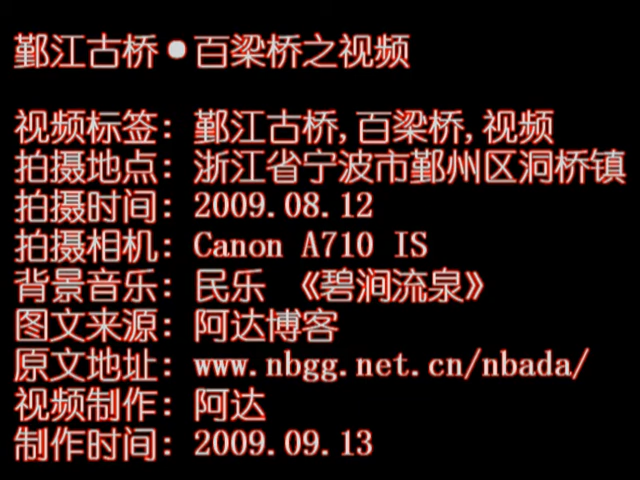 鄞江古桥●百梁桥之视频
视频标签: 鄞江古桥,百梁桥,视频
拍摄地点: 浙江省宁波市鄞州区洞桥镇
拍摄时间: 2009.08.12
拍摄相机: Canon A710 IS
背景音乐: 民乐 《碧涧流泉》
图文来源: 阿达博客
原文地址: www.nbgg.net.cn/nbada/
视频制作: 阿达
制作时间: 2009.09.13